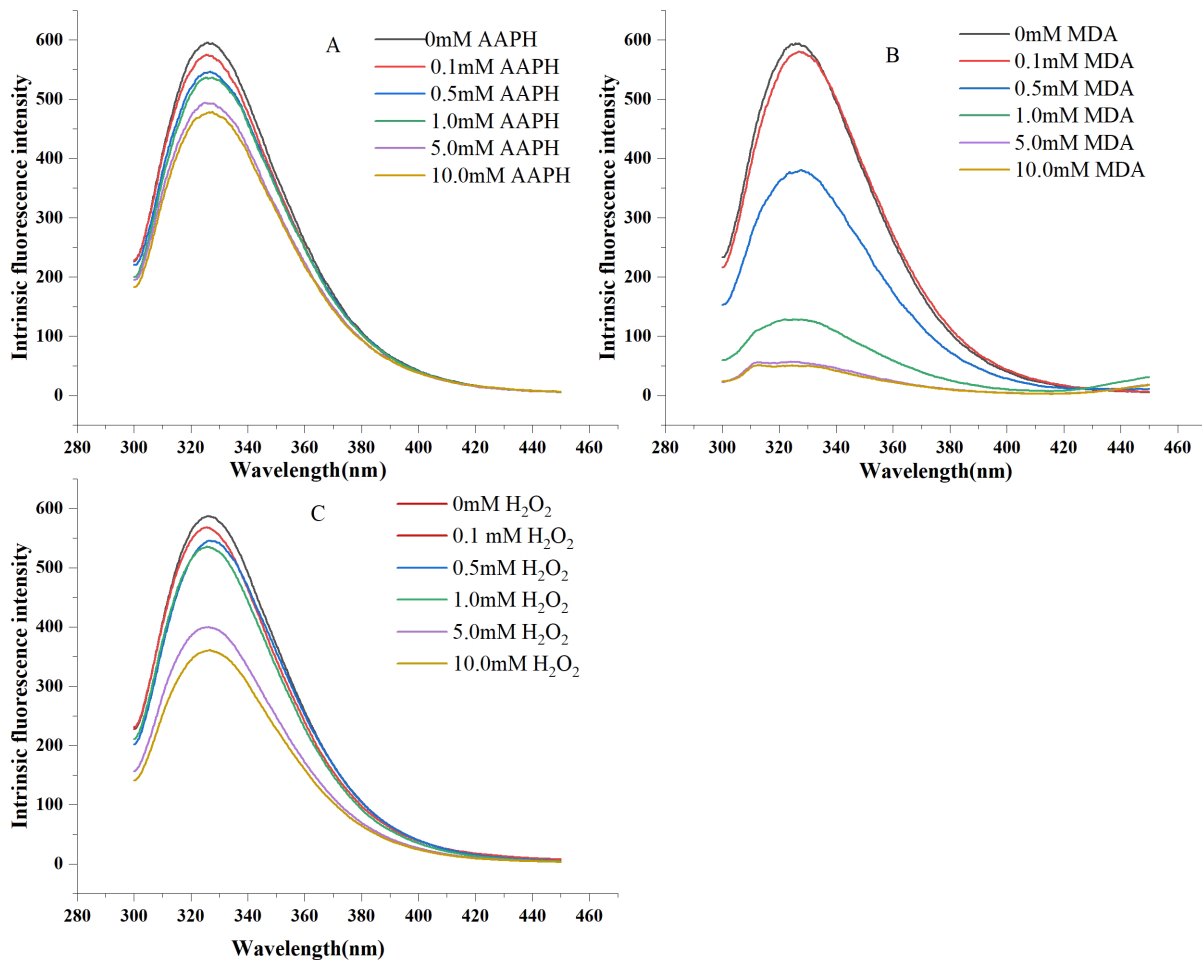 A
0mM AAPH
0.1mM AAPH
0.5mM AAPH
1.0mM AAPH
5.0mM AAPH
10.0mM AAPH
Intrinsic fluorescence intensity
600
500
400
300
200
100
0
280 300 320 340 360 380 400 420 440 460
Wavelength(nm)
B
0mM MDA
0.1mM MDA
0.5mM MDA
1.0mM MDA
5.0mM MDA
10.0mM MDA
Intrinsic fluorescence intensity
600
500
400
300
200
100
0
280 300 320 340 360 380 400 420 440 460
Wavelength(nm)
C
0mM H₂O₂
0.1 mM H₂O₂
0.5mM H₂O₂
1.0mM H₂O₂
5.0mM H₂O₂
10.0mM H₂O₂
Intrinsic fluorescence intensity
600
500
400
300
200
100
0
280 300 320 340 360 380 400 420 440 460
Wavelength(nm)